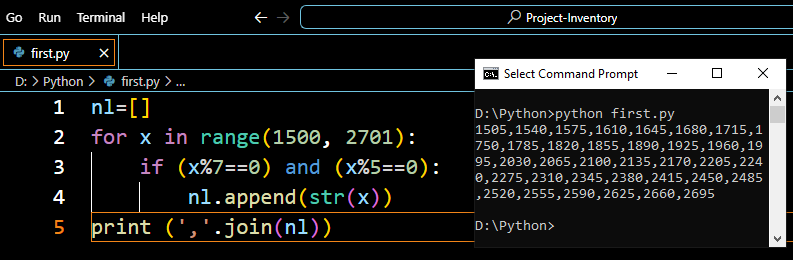 Go Run Terminal Help ← → Project-Inventory
first.py ×
D: > Python > first.py > ...
1 nl=[]
2 for x in range(1500, 2701):
3 if (x%7==0) and (x%5==0):
4 nl.append(str(x))
5 print (','.join(nl))
Select Command Prompt
D:\Python>python first.py
1505,1540,1575,1610,1645,1680,1715,1
750,1785,1820,1855,1890,1925,1960,19
95,2030,2065,2100,2135,2170,2205,224
0,2275,2310,2345,2380,2415,2450,2485
,2520,2555,2590,2625,2660,2695
D:\Python>